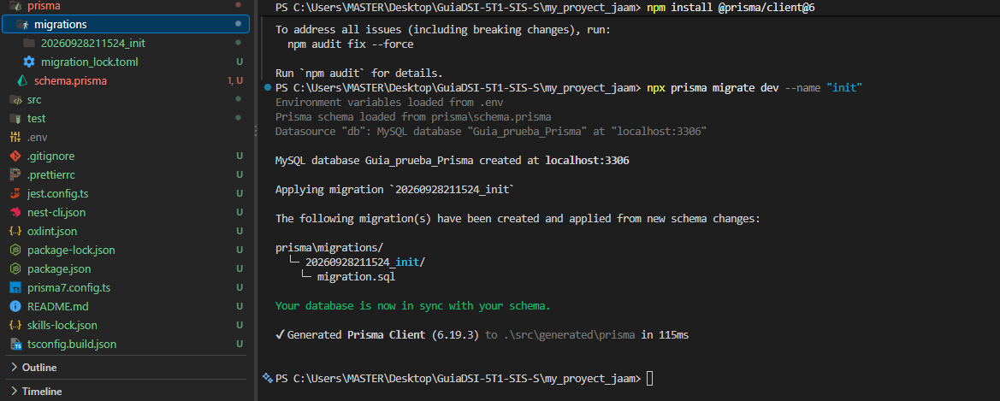 prisma
migrations
20260928211524_init
migration_lock.toml U
schema.prisma 1, U
src
test
.env
.gitignore U
.prettierrc U
jest.config.ts U
nest-cli.json U
oxlint.json U
package-lock.json U
package.json U
prisma7.config.ts U
README.md U
skills-lock.json U
tsconfig.build.json U
Outline
Timeline
PS C:\Users\MASTER\Desktop\GuiaDSI-5T1-SIS-S\my_proyect_jaam> npm install @prisma/client@6
To address all issues (including breaking changes), run:
npm audit fix --force
Run `npm audit` for details.
PS C:\Users\MASTER\Desktop\GuiaDSI-5T1-SIS-S\my_proyect_jaam> npx prisma migrate dev --name "init"
Environment variables loaded from .env
Prisma schema loaded from prisma\schema.prisma
Datasource "db": MySQL database "Guia_prueba_Prisma" at "localhost:3306"
MySQL database Guia_prueba_Prisma created at localhost:3306
Applying migration `20260928211524_init`
The following migration(s) have been created and applied from new schema changes:
prisma\migrations/
└─ 20260928211524_init/
└─ migration.sql
Your database is now in sync with your schema.
✔ Generated Prisma Client (6.19.3) to .\src\generated\prisma in 115ms
PS C:\Users\MASTER\Desktop\GuiaDSI-5T1-SIS-S\my_proyect_jaam>